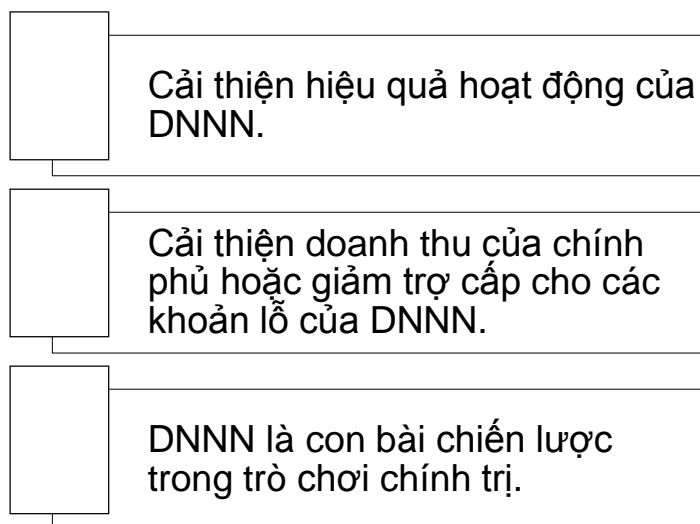 Cải thiện hiệu quả hoạt động của
DNNN.
Cải thiện doanh thu của chính
phủ hoặc giảm trợ cấp cho các
khoản lỗ của DNNN.
DNNN là con bài chiến lược
trong trò chơi chính trị.